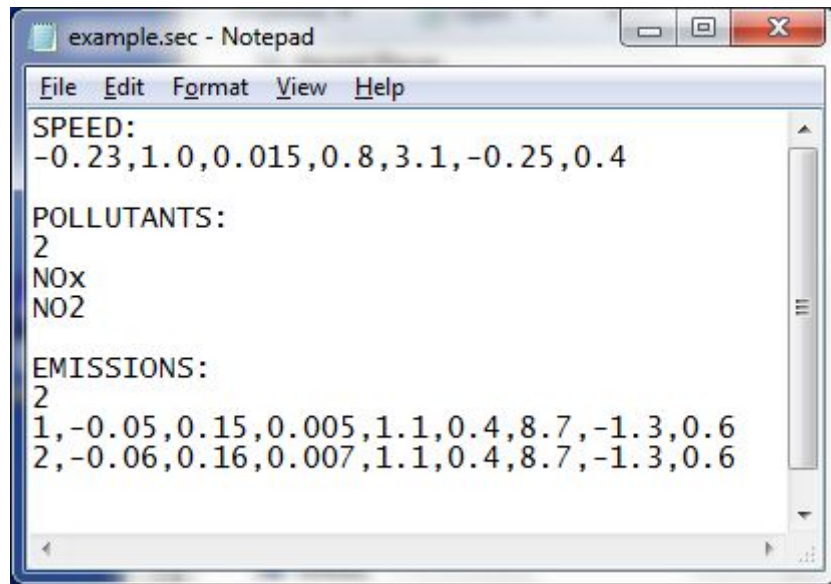 example.sec - Notepad
File Edit Format View Help
SPEED:
-0.23,1.0,0.015,0.8,3.1,-0.25,0.4
POLLUTANTS:
2
NOx
NO2
EMISSIONS:
2
1,-0.05,0.15,0.005,1.1,0.4,8.7,-1.3,0.6
2,-0.06,0.16,0.007,1.1,0.4,8.7,-1.3,0.6